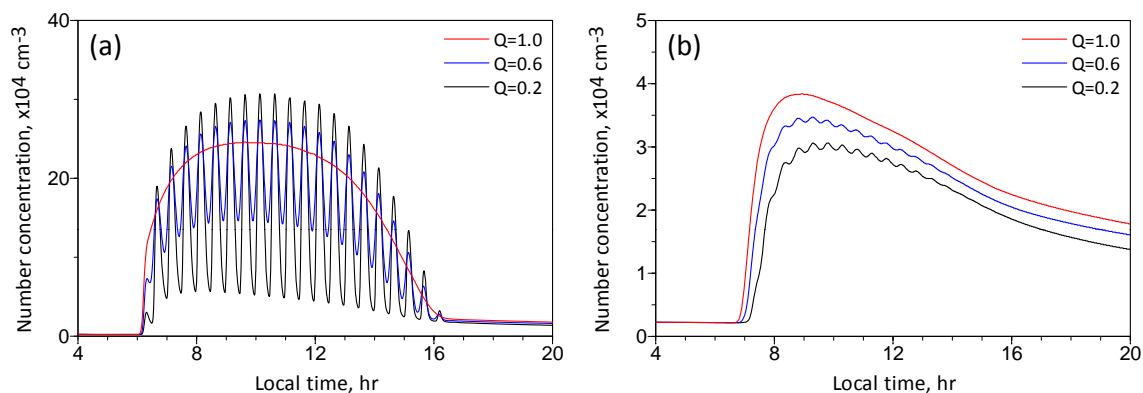 (a)
Q=1.0
Q=0.6
Q=0.2
Number concentration, x10⁴ cm⁻³
40
20
0
4 8 12 16 20
Local time, hr
(b)
Q=1.0
Q=0.6
Q=0.2
Number concentration, x10⁴ cm⁻³
5
4
3
2
1
0
4 8 12 16 20
Local time, hr